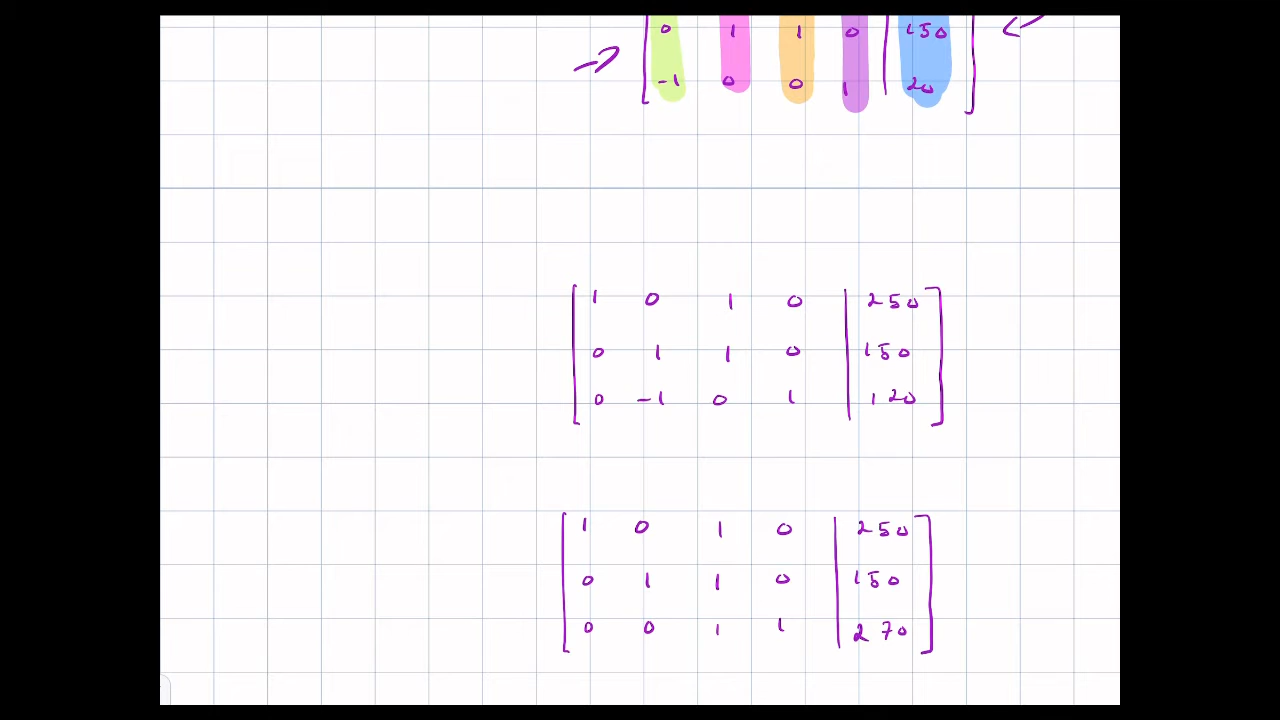 0 1 1 0 | 150
-1 0 0 1 | 20
1 0 1 0 | 250
0 1 1 0 | 150
0 -1 0 1 | 120
1 0 1 0 | 250
0 1 1 0 | 150
0 0 1 1 | 270